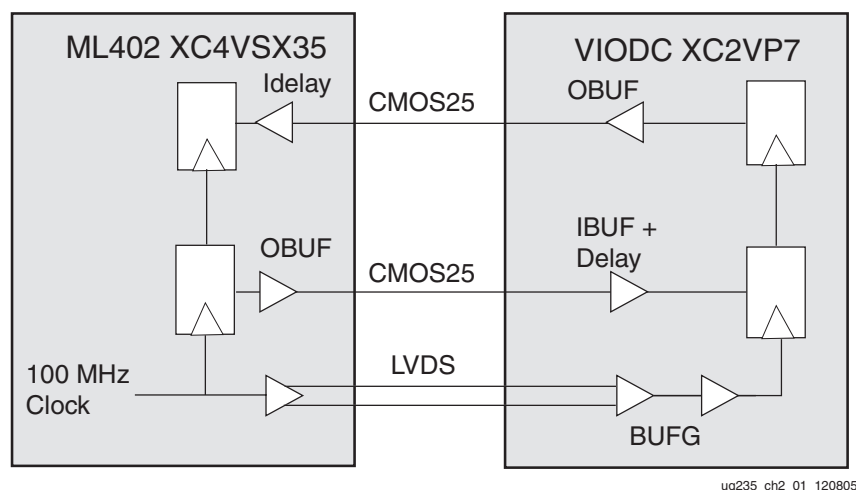 ML402 XC4VSX35
VIODC XC2VP7
Idelay
CMOS25
OBUF
OBUF
CMOS25
IBUF +
Delay
100 MHz
Clock
LVDS
BUFG
ug235_ch2_01_120805